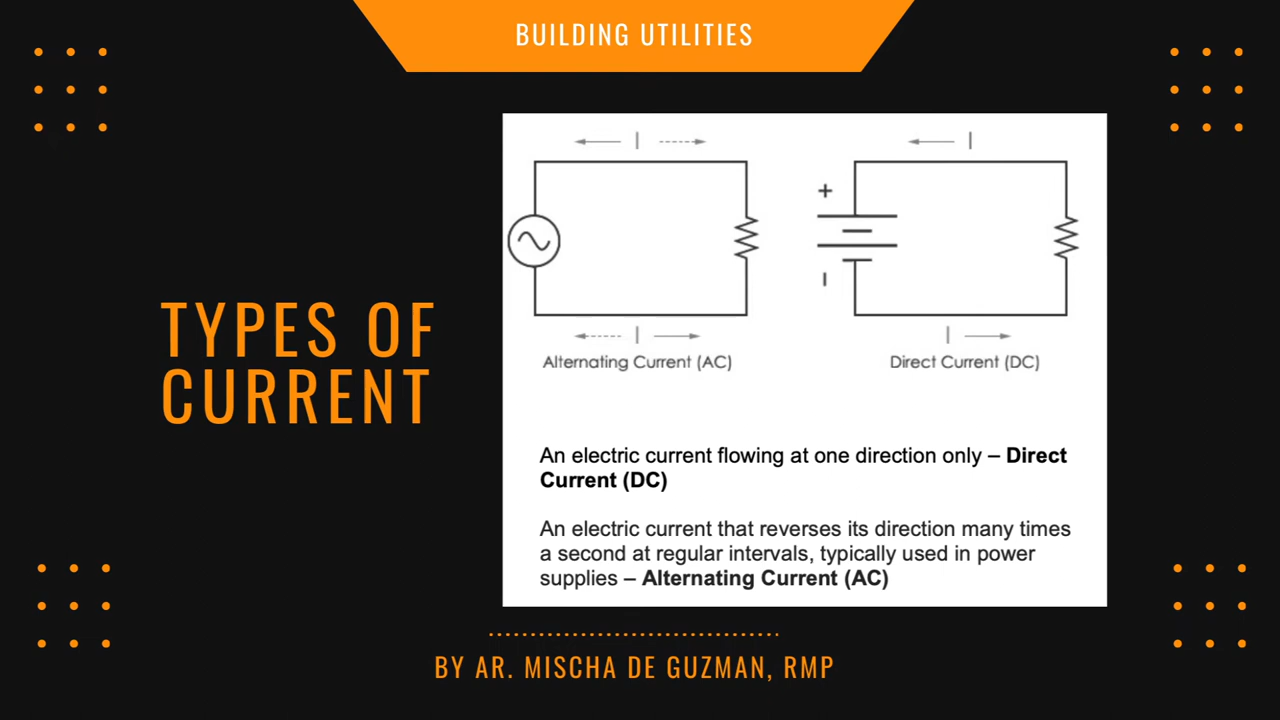 BUILDING UTILITIES
TYPES OF
CURRENT
I
I
+
I
I
Alternating Current (AC)
Direct Current (DC)
An electric current flowing at one direction only – Direct
Current (DC)
An electric current that reverses its direction many times
a second at regular intervals, typically used in power
supplies – Alternating Current (AC)
BY AR. MISCHA DE GUZMAN, RMP